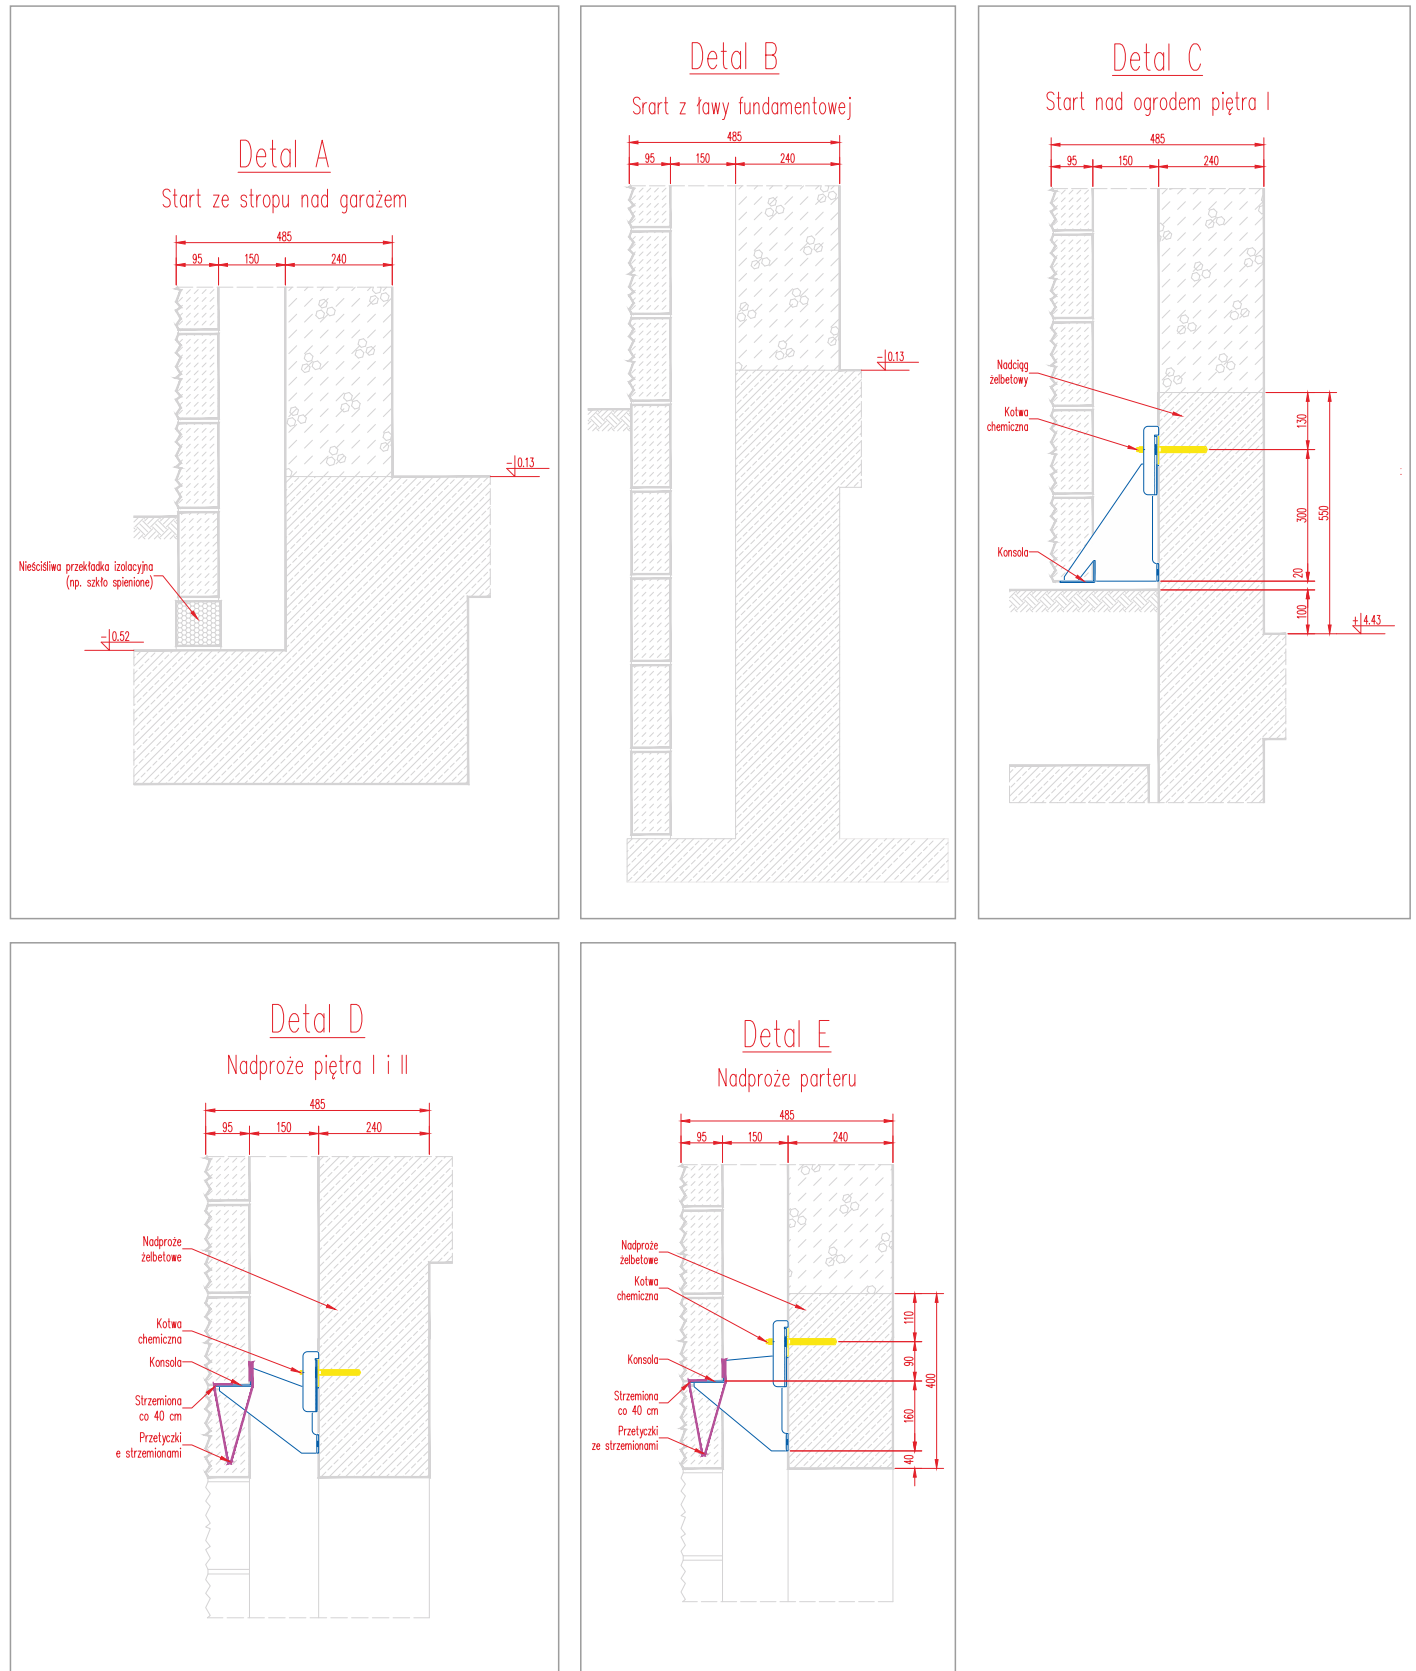 Detal A
Start ze stropu nad garażem
485
95 150 240
-0.13
Nieściśliwa przekładka izolacyjna
(np. szkło spienione)
-0.52
Detal B
Srart z ławy fundamentowej
485
95 150 240
-0.13
Detal C
Start nad ogrodem piętra I
485
95 150 240
Nadciąg
żelbetowy
Kotwa
chemiczna
Konsola
130
300
550
20
100
+4.43
Detal D
Nadproże piętra I i II
485
95 150 240
Nadproże
żelbetowe
Kotwa
chemiczna
Konsola
Strzemiona
co 40 cm
Przetyczki
e strzemionami
Detal E
Nadproże parteru
485
95 150 240
Nadproże
żelbetowe
Kotwa
chemiczna
Konsola
Strzemiona
co 40 cm
Przetyczki
ze strzemionami
110
90
400
160
40